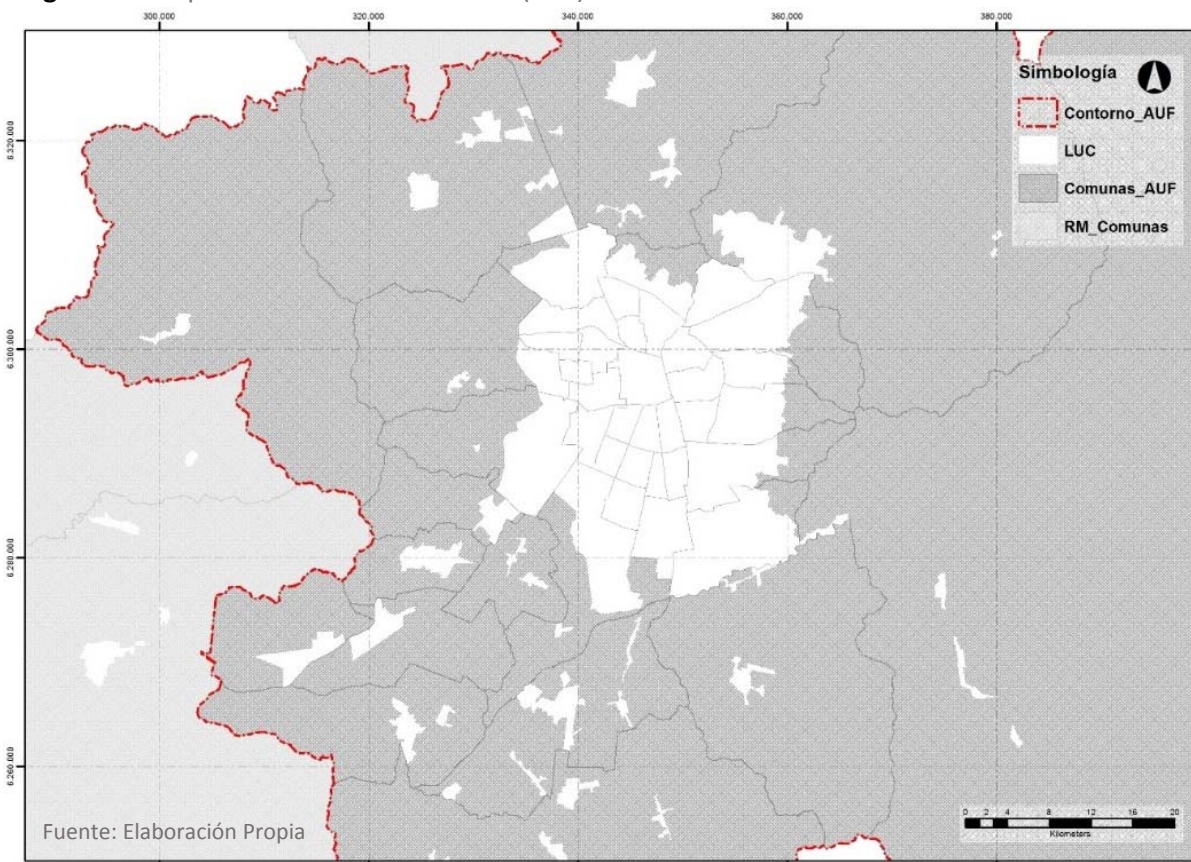 300.000 320.000 340.000 360.000 380.000
Simbología
Contorno_AUF
LUC
Comunas_AUF
RM_Comunas
6.320.000
6.300.000
6.280.000
6.260.000
0 2 4 8 12 16 20
Kilometers
Fuente: Elaboración Propia